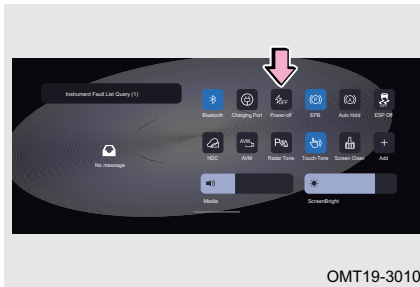 Instrument Fault List Query (1)
No message
OFF
Bluetooth
Charging Port
Power-off
EPB
Auto Hold
ESP Off
AVM
P
HDC
AVM
Radar Tone
Touch-Tone
Screen Clean
Add
Media
ScreenBright
OMT19-3010